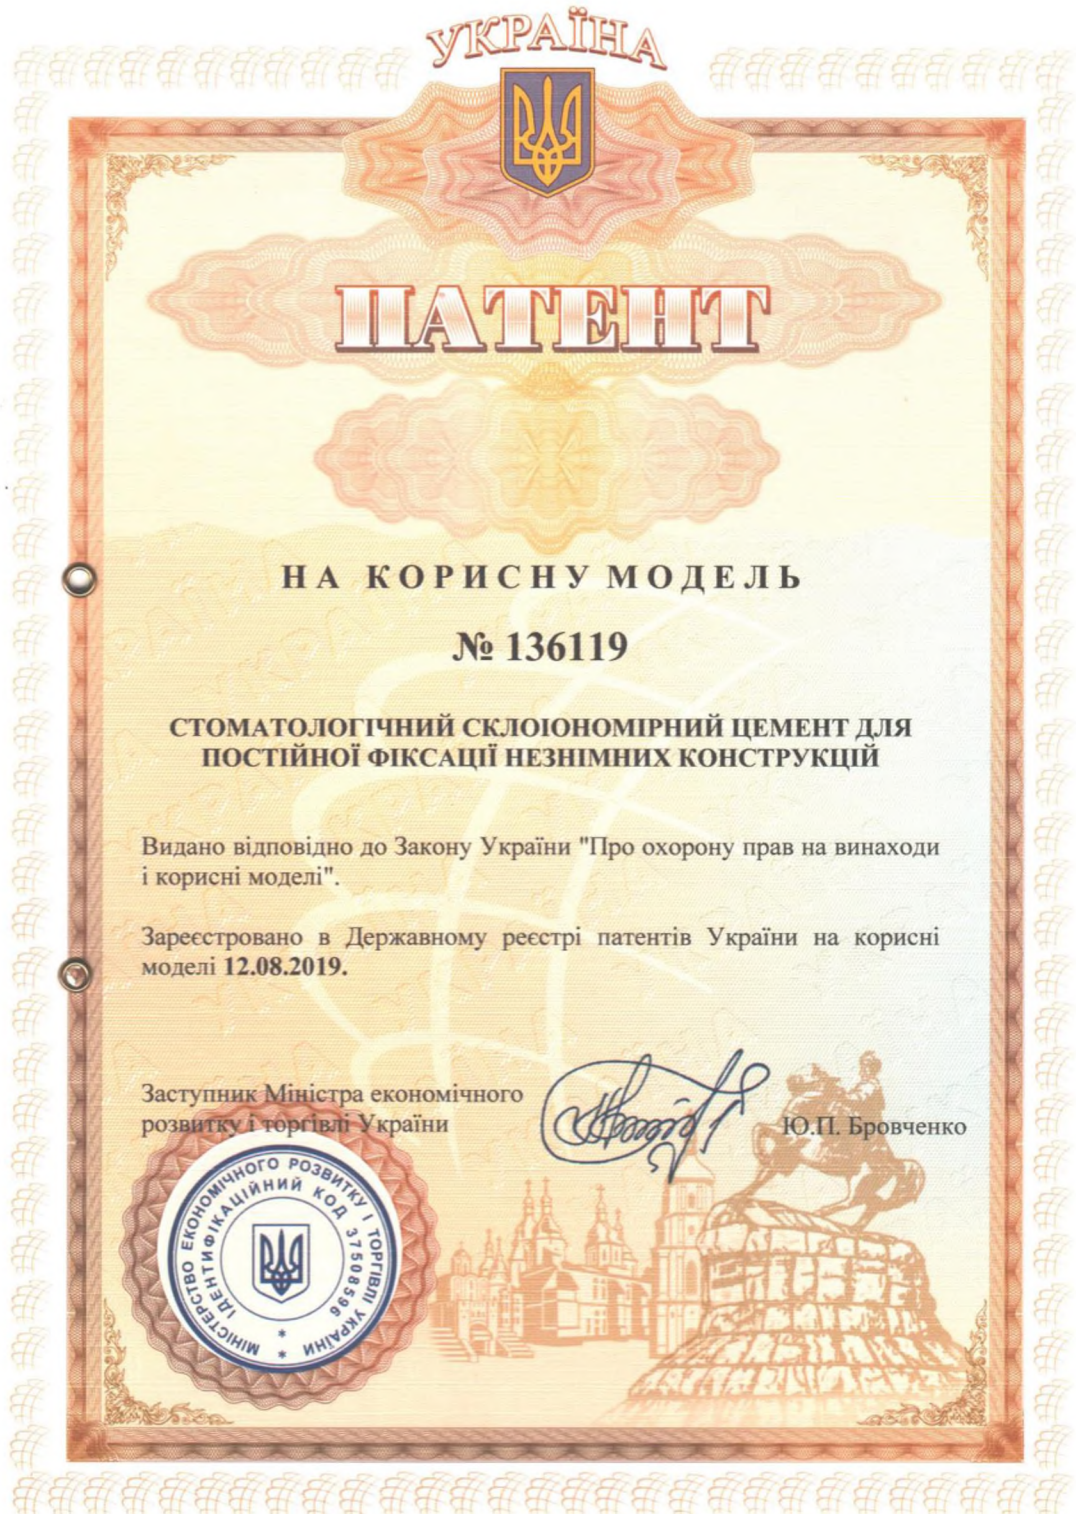 УКРАЇНА
ПАТЕНТ
НА КОРИСНУ МОДЕЛЬ
№ 136119
СТОМАТОЛОГІЧНИЙ СКЛОІОНОМІРНИЙ ЦЕМЕНТ ДЛЯ
ПОСТІЙНОЇ ФІКСАЦІЇ НЕЗНІМНИХ КОНСТРУКЦІЙ
Видано відповідно до Закону України "Про охорону прав на винаходи
і корисні моделі".
Зареєстровано в Державному реєстрі патентів України на корисні
моделі 12.08.2019.
Заступник Міністра економічного
розвитку і торгівлі України
Ю.П. Бровченко
МІНІСТЕРСТВО ЕКОНОМІЧНОГО РОЗВИТКУ І ТОРГІВЛІ УКРАЇНИ *
ІДЕНТИФІКАЦІЙНИЙ КОД 37508596 *